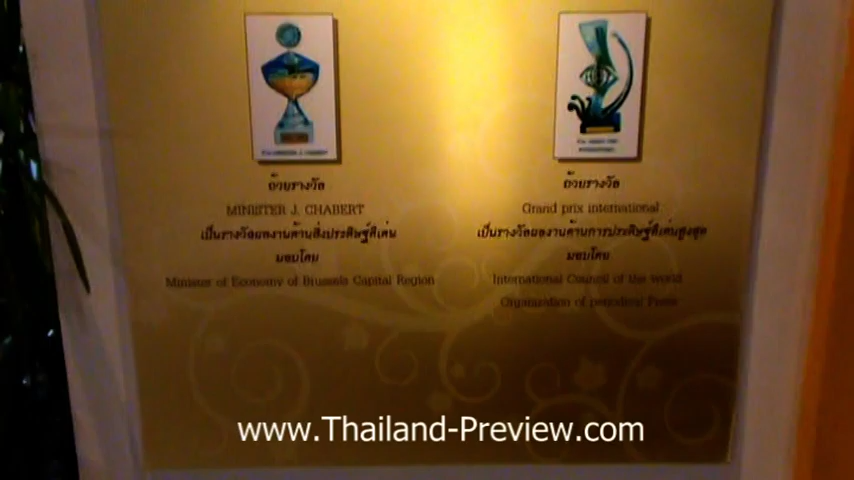 ถ้วยรางวัล
MINISTER J. CHABERT
เป็นรางวัลผลงานด้านสิ่งประดิษฐ์ดีเด่น
มอบโดย
Minister of Economy of Brussels Capital Region
ถ้วยรางวัล
Grand prix international
เป็นรางวัลผลงานด้านการประดิษฐ์ดีเด่นสูงสุด
มอบโดย
International Council of the world
Organization of periodical Press
www.Thailand-Preview.com